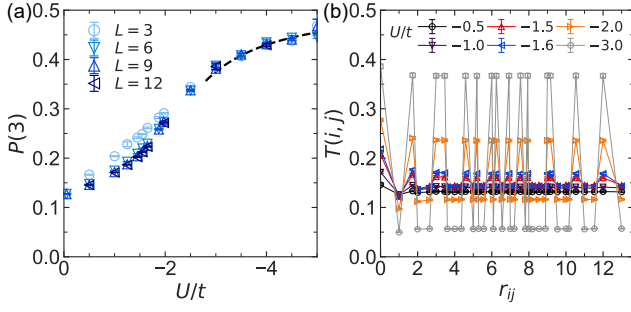 (a)
L = 3
L = 6
L = 9
L = 12
P(3)
0.5
0.4
0.3
0.2
0.1
0.0
0
−2
−4
U/t
(b)
U/t
−0.5
−1.5
−2.0
−1.0
−1.6
−3.0
T(i, j)
0.5
0.4
0.3
0.2
0.1
0.0
0
2
4
6
8
10
12
r_{ij}